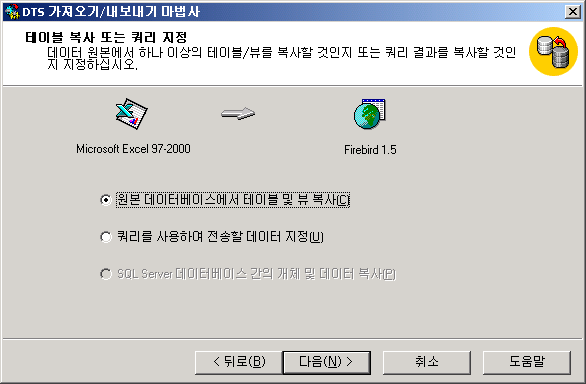 DTS 가져오기/내보내기 마법사
테이블 복사 또는 쿼리 지정
데이터 원본에서 하나 이상의 테이블/뷰를 복사할 것인지 또는 쿼리 결과를 복사할 것인
지 지정하십시오.
Microsoft Excel 97-2000
Firebird 1.5
원본 데이터베이스에서 테이블 및 뷰 복사(C)
쿼리를 사용하여 전송할 데이터 지정(U)
SQL Server 데이터베이스 간의 개체 및 데이터 복사(P)
< 뒤로(B) 다음(N) > 취소 도움말